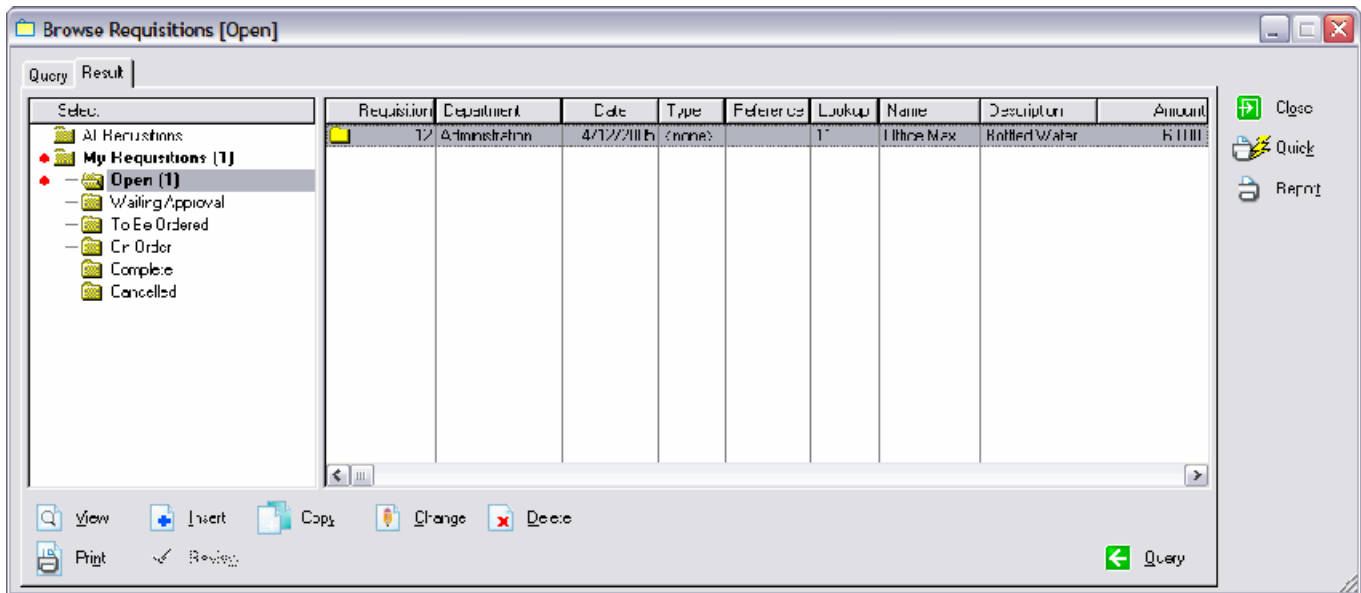 Browse Requisitions [Open]
Query Result
Select Requisition Department Date Type Reference Lookup Name Description Amount
All Requisitions
12 Administration (none) Office Max Bottled Water
My Requisitions (1)
Open (1)
Waiting Approval
To Be Ordered
On Order
Complete
Cancelled
Close
Quick
Report
View Insert Copy Change Delete
Print Review Query